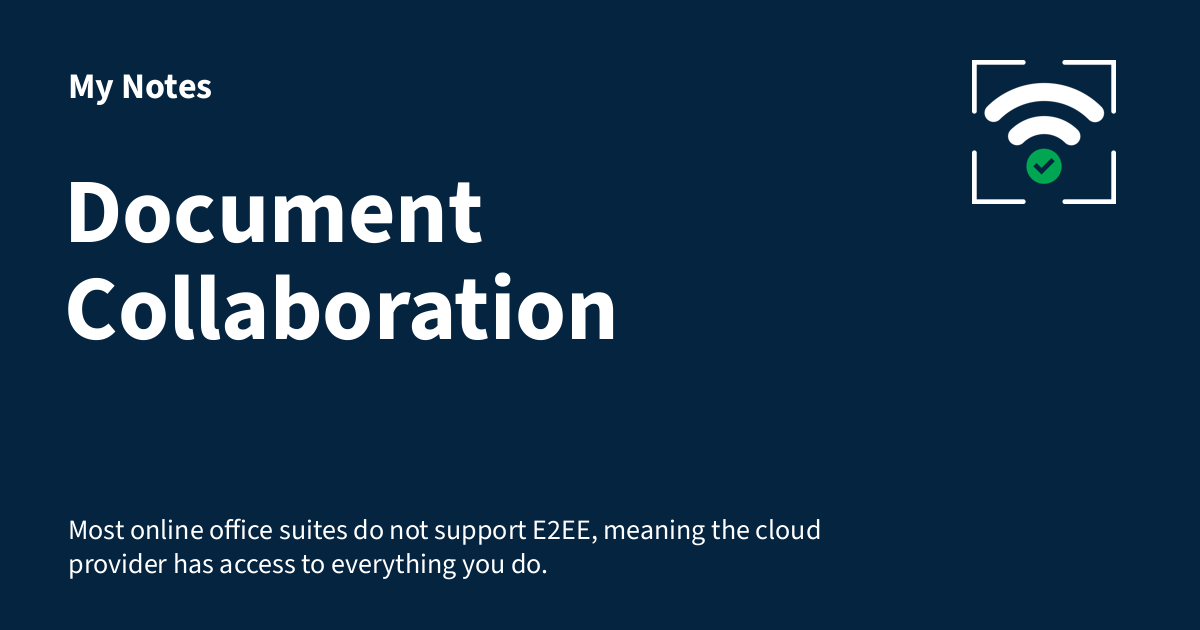 My Notes
Document
Collaboration
Most online office suites do not support E2EE, meaning the cloud
provider has access to everything you do.